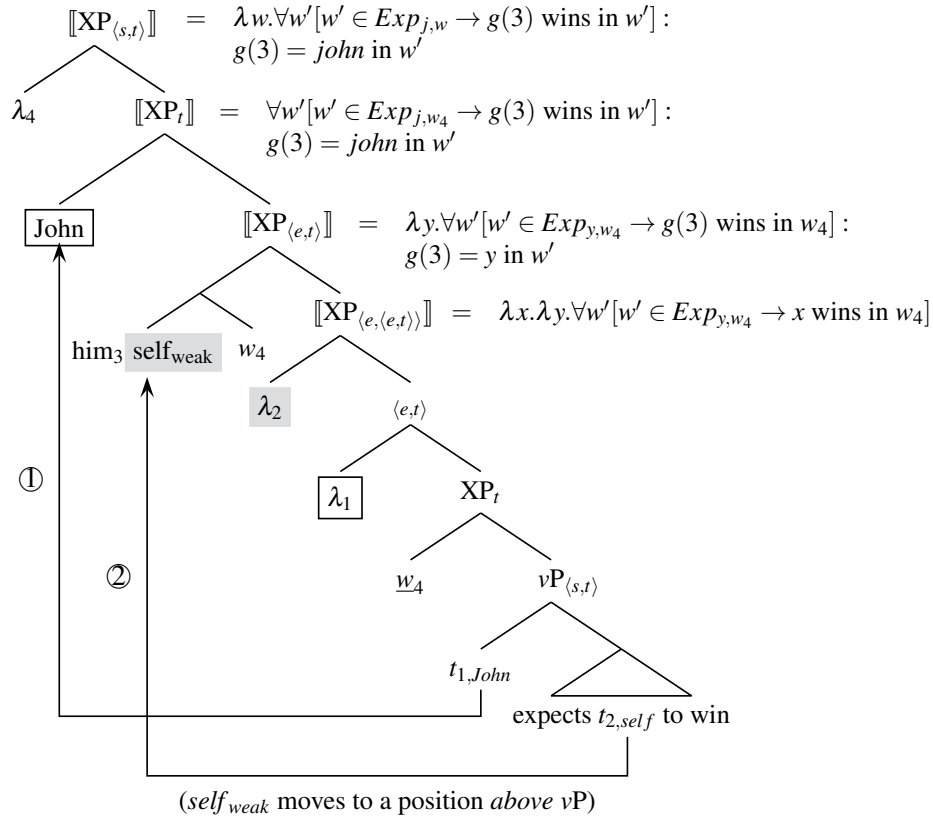 ⟦XP⟨s,t⟩⟧ = λw.∀w′[w′ ∈ Exp_{j,w} → g(3) wins in w′] :
g(3) = john in w′
λ₄ ⟦XP_t⟧ = ∀w′[w′ ∈ Exp_{j,w₄} → g(3) wins in w′] :
g(3) = john in w′
John ⟦XP⟨e,t⟩⟧ = λy.∀w′[w′ ∈ Exp_{y,w₄} → g(3) wins in w₄] :
g(3) = y in w′
⟦XP⟨e,⟨e,t⟩⟩⟧ = λx.λy.∀w′[w′ ∈ Exp_{y,w₄} → x wins in w₄]
him₃ self_weak w₄
λ₂ ⟨e,t⟩
① λ₁ XP_t
② w₄ vP⟨s,t⟩
t_{1,John}
expects t_{2,self} to win
(self_weak moves to a position above vP)